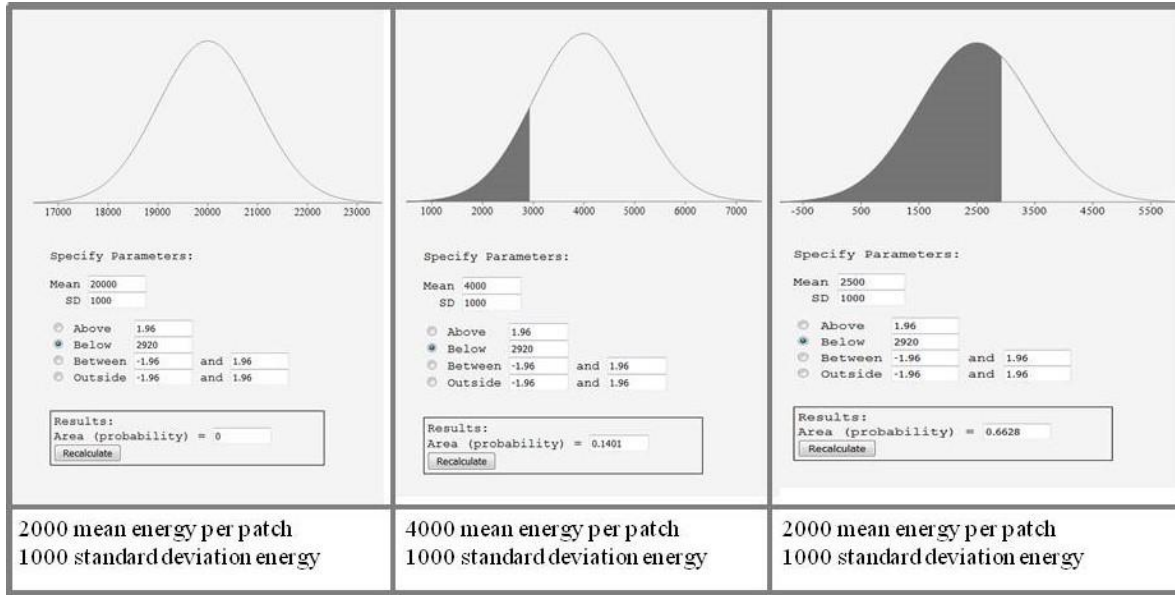 17000 18000 19000 20000 21000 22000 23000
Specify Parameters:
Mean 20000
SD 1000
Above 1.96
Below 2920
Between -1.96 and 1.96
Outside -1.96 and 1.96
Results:
Area (probability) = 0
Recalculate
2000 mean energy per patch
1000 standard deviation energy
1000 2000 3000 4000 5000 6000 7000
Specify Parameters:
Mean 4000
SD 1000
Above 1.96
Below 2920
Between -1.96 and 1.96
Outside -1.96 and 1.96
Results:
Area (probability) = 0.1401
Recalculate
4000 mean energy per patch
1000 standard deviation energy
-500 500 1500 2500 3500 4500 5500
Specify Parameters:
Mean 2500
SD 1000
Above 1.96
Below 2920
Between -1.96 and 1.96
Outside -1.96 and 1.96
Results:
Area (probability) = 0.6628
Recalculate
2000 mean energy per patch
1000 standard deviation energy